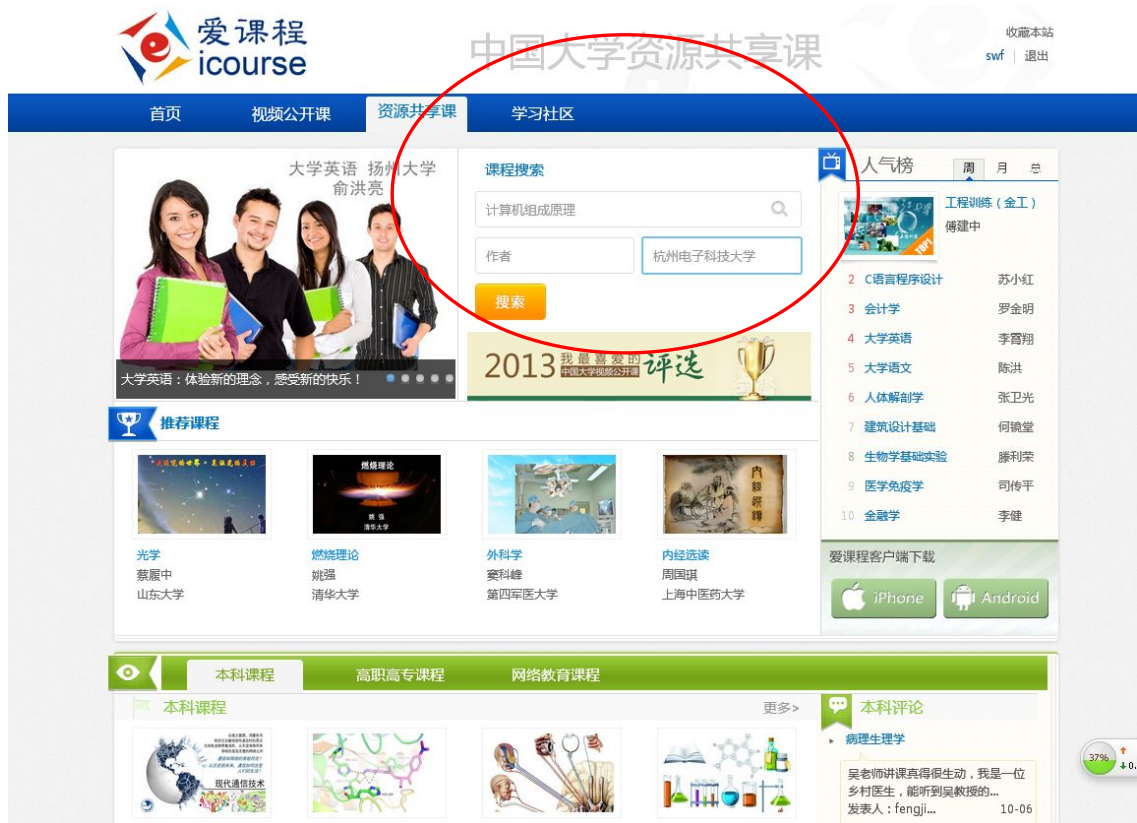 爱课程
icourse
中国大学资源共享课
收藏本站
swf | 退出
首页 视频公开课 资源共享课 学习社区
大学英语 扬州大学
俞洪亮
大学英语：体验新的理念，感受新的快乐！
课程搜索
计算机组成原理
作者 杭州电子科技大学
搜索
2013 我最喜爱的 中国大学视频公开课 评选
人气榜 周 月 总
TOP1
工程训练（金工）
傅建中
2 C语言程序设计 苏小红
3 会计学 罗金明
4 大学英语 李霄翔
5 大学语文 陈洪
6 人体解剖学 张卫光
7 建筑设计基础 何镜堂
8 生物学基础实验 滕利荣
9 医学免疫学 司传平
10 金融学 李健
爱课程客户端下载
iPhone Android
推荐课程
燃烧理论
姚强
清华大学
光学
蔡履中
山东大学
燃烧理论
姚强
清华大学
外科学
窦科峰
第四军医大学
内经选读
周国琪
上海中医药大学
本科课程 高职高专课程 网络教育课程
本科课程 更多>
现代通信技术
本科评论
病理生理学
吴老师讲课真得很生动，我是一位
乡村医生，能听到吴教授的...
发表人：fengji... 10-06
37%